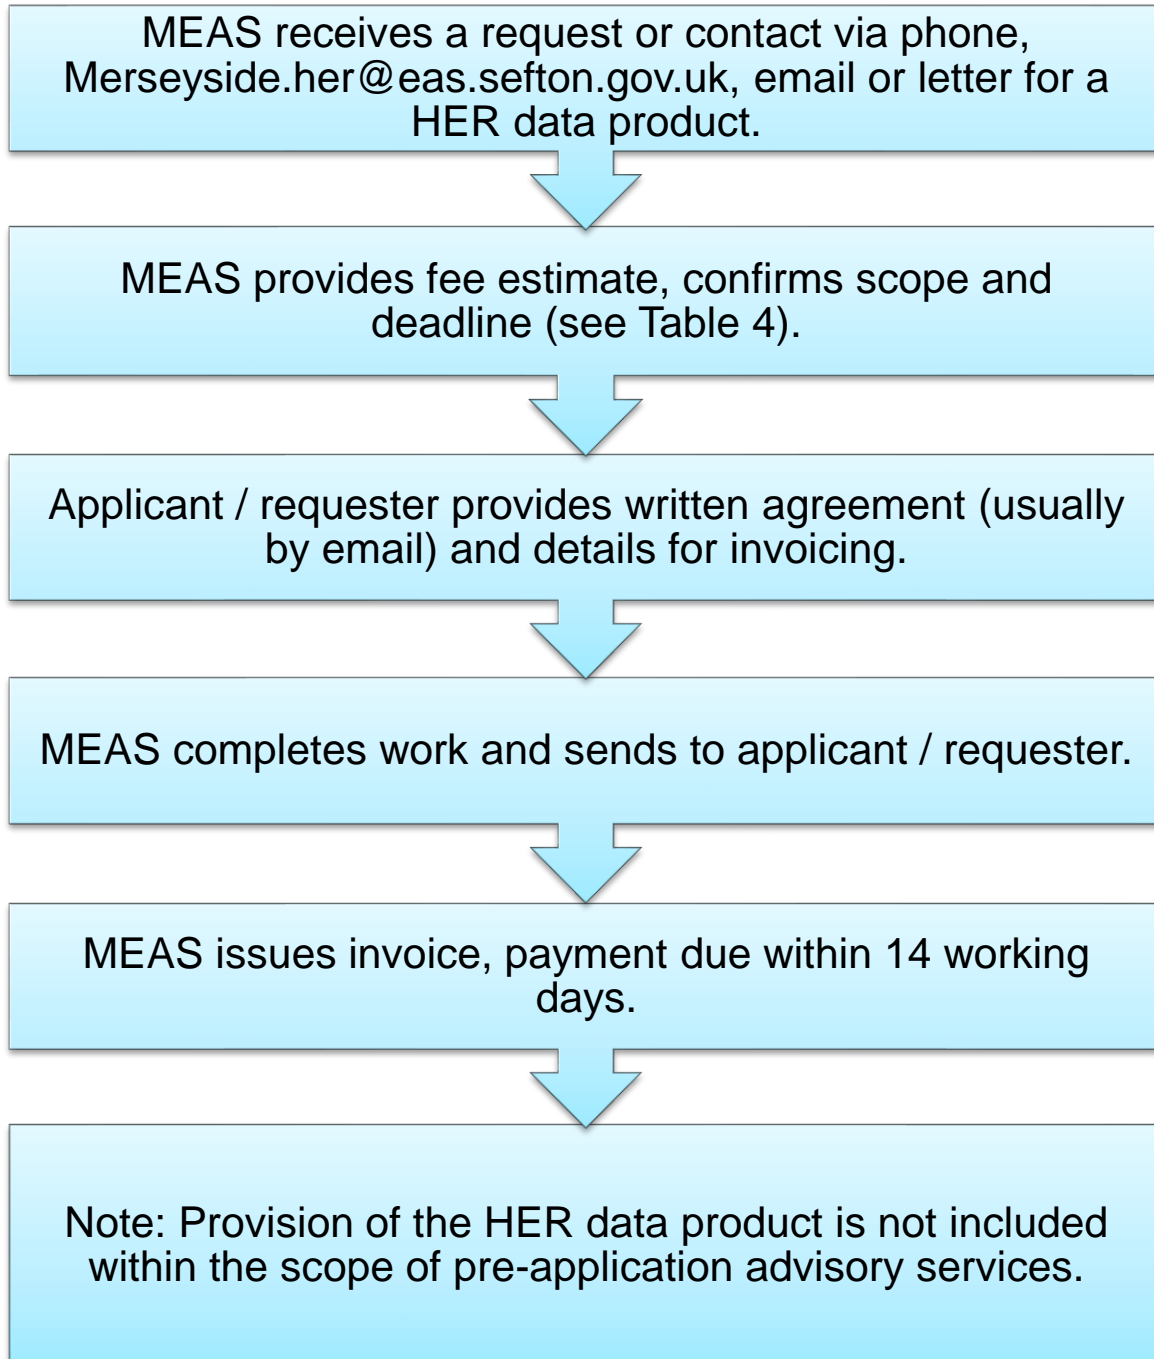 MEAS receives a request or contact via phone,
Merseyside.her@eas.sefton.gov.uk, email or letter for a
HER data product.
MEAS provides fee estimate, confirms scope and
deadline (see Table 4).
Applicant / requester provides written agreement (usually
by email) and details for invoicing.
MEAS completes work and sends to applicant / requester.
MEAS issues invoice, payment due within 14 working
days.
Note: Provision of the HER data product is not included
within the scope of pre-application advisory services.